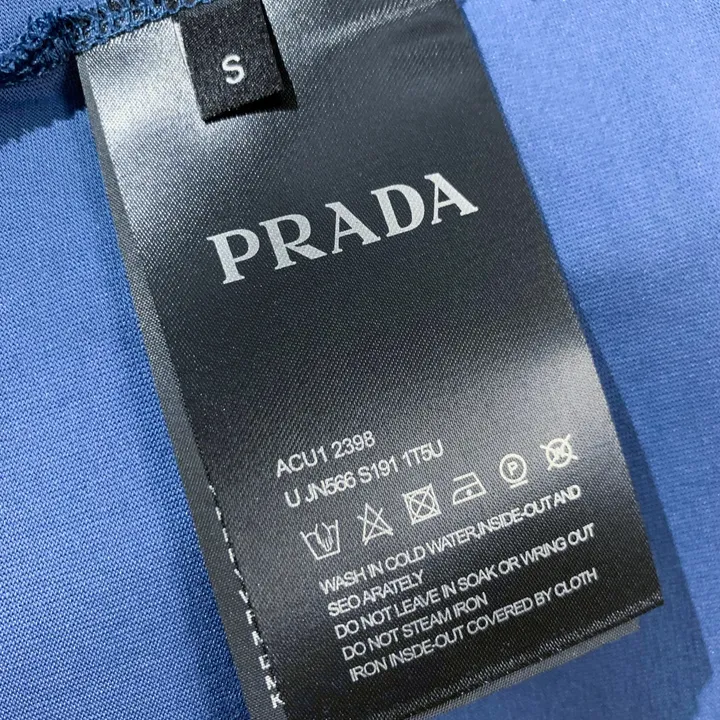 S
PRADA
ACU1 2398
U JN566 S191 1T5U
WASH IN COLD WATER,INSIDE-OUT AND
SEO ARATELY
DO NOT LEAVE IN SOAK OR WRING OUT
DO NOT STEAM IRON
IRON INSDE-OUT COVERED BY CLOTH